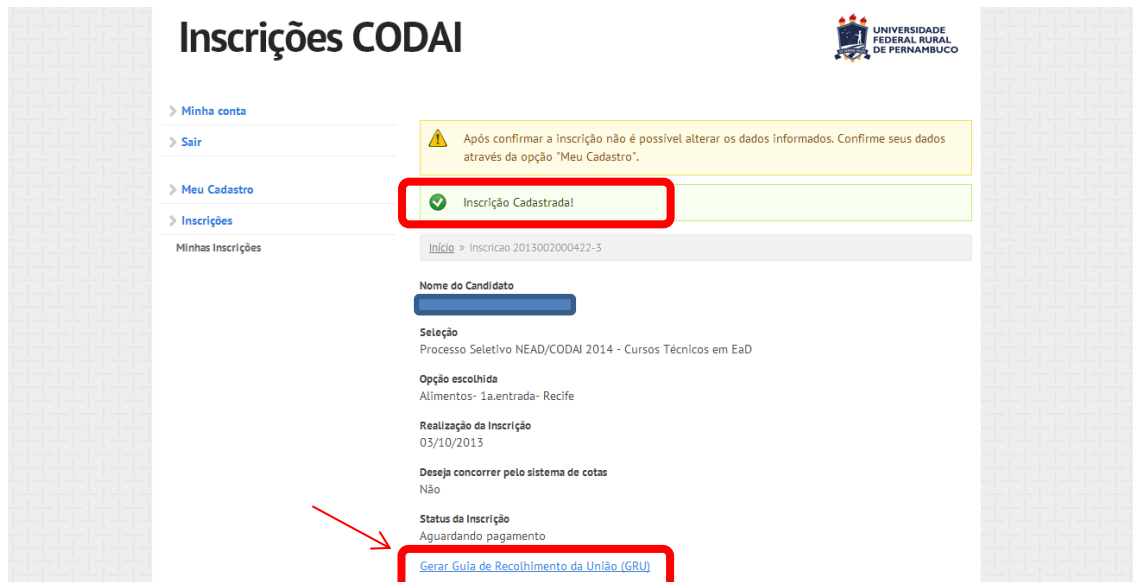 Inscrições CODAI
UNIVERSIDADE
FEDERAL RURAL
DE PERNAMBUCO
Minha conta
Sair
Meu Cadastro
Inscrições
Minhas Inscrições
Após confirmar a inscrição não é possível alterar os dados informados. Confirme seus dados
através da opção "Meu Cadastro".
Inscrição Cadastrada!
Início » Inscricao 2013002000422-3
Nome do Candidato
Seleção
Processo Seletivo NEAD/CODAI 2014 - Cursos Técnicos em EaD
Opção escolhida
Alimentos- 1a.entrada- Recife
Realização da Inscrição
03/10/2013
Deseja concorrer pelo sistema de cotas
Não
Status da Inscrição
Aguardando pagamento
Gerar Guia de Recolhimento da União (GRU)